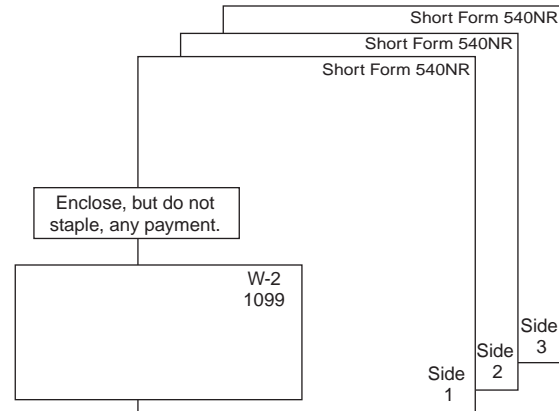 Short Form 540NR
Short Form 540NR
Short Form 540NR
Enclose, but do not
staple, any payment.
W-2
1099
Side
3
Side
2
Side
1